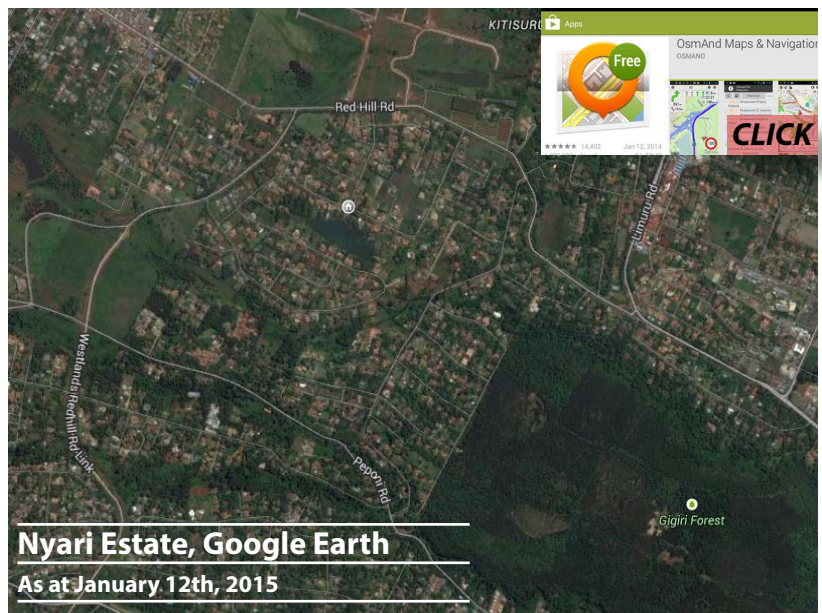 KITISURU
Apps
OsmAnd Maps & Navigation
OSMAND
Free
14,402
Jan 12, 2014
CLICK
Red Hill Rd
Limuru Rd
Westlands Redhill Rd Link
Peponi Rd
Gigiri Forest
Nyari Estate, Google Earth
As at January 12th, 2015